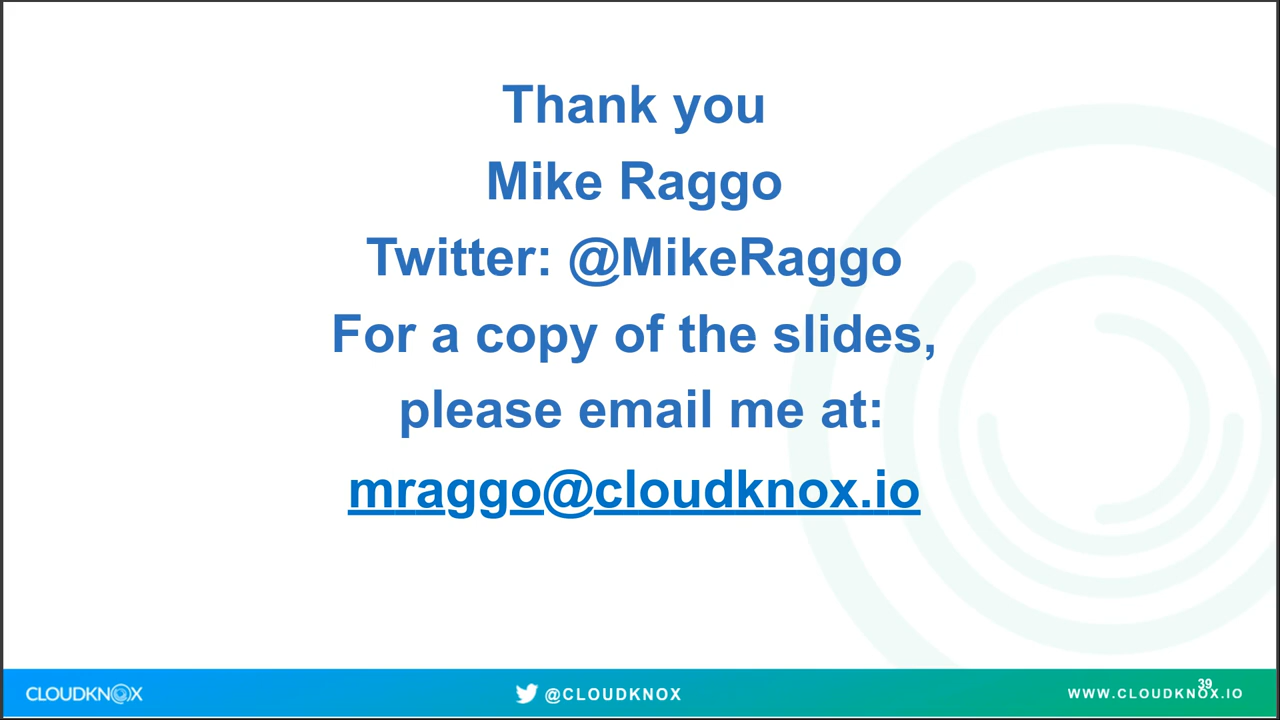 Thank you
Mike Raggo
Twitter: @MikeRaggo
For a copy of the slides,
please email me at:
mraggo@cloudknox.io
CLOUDKNOX
@CLOUDKNOX
39
WWW.CLOUDKNOX.IO